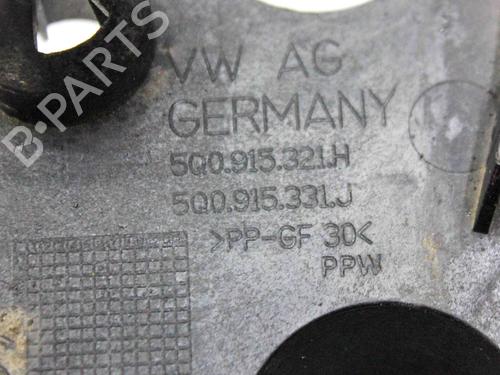 B-PARTS
VW AG
GERMANY
5Q0.915.321.H
5Q0.915.331.J
>PP-GF 30<
PPW